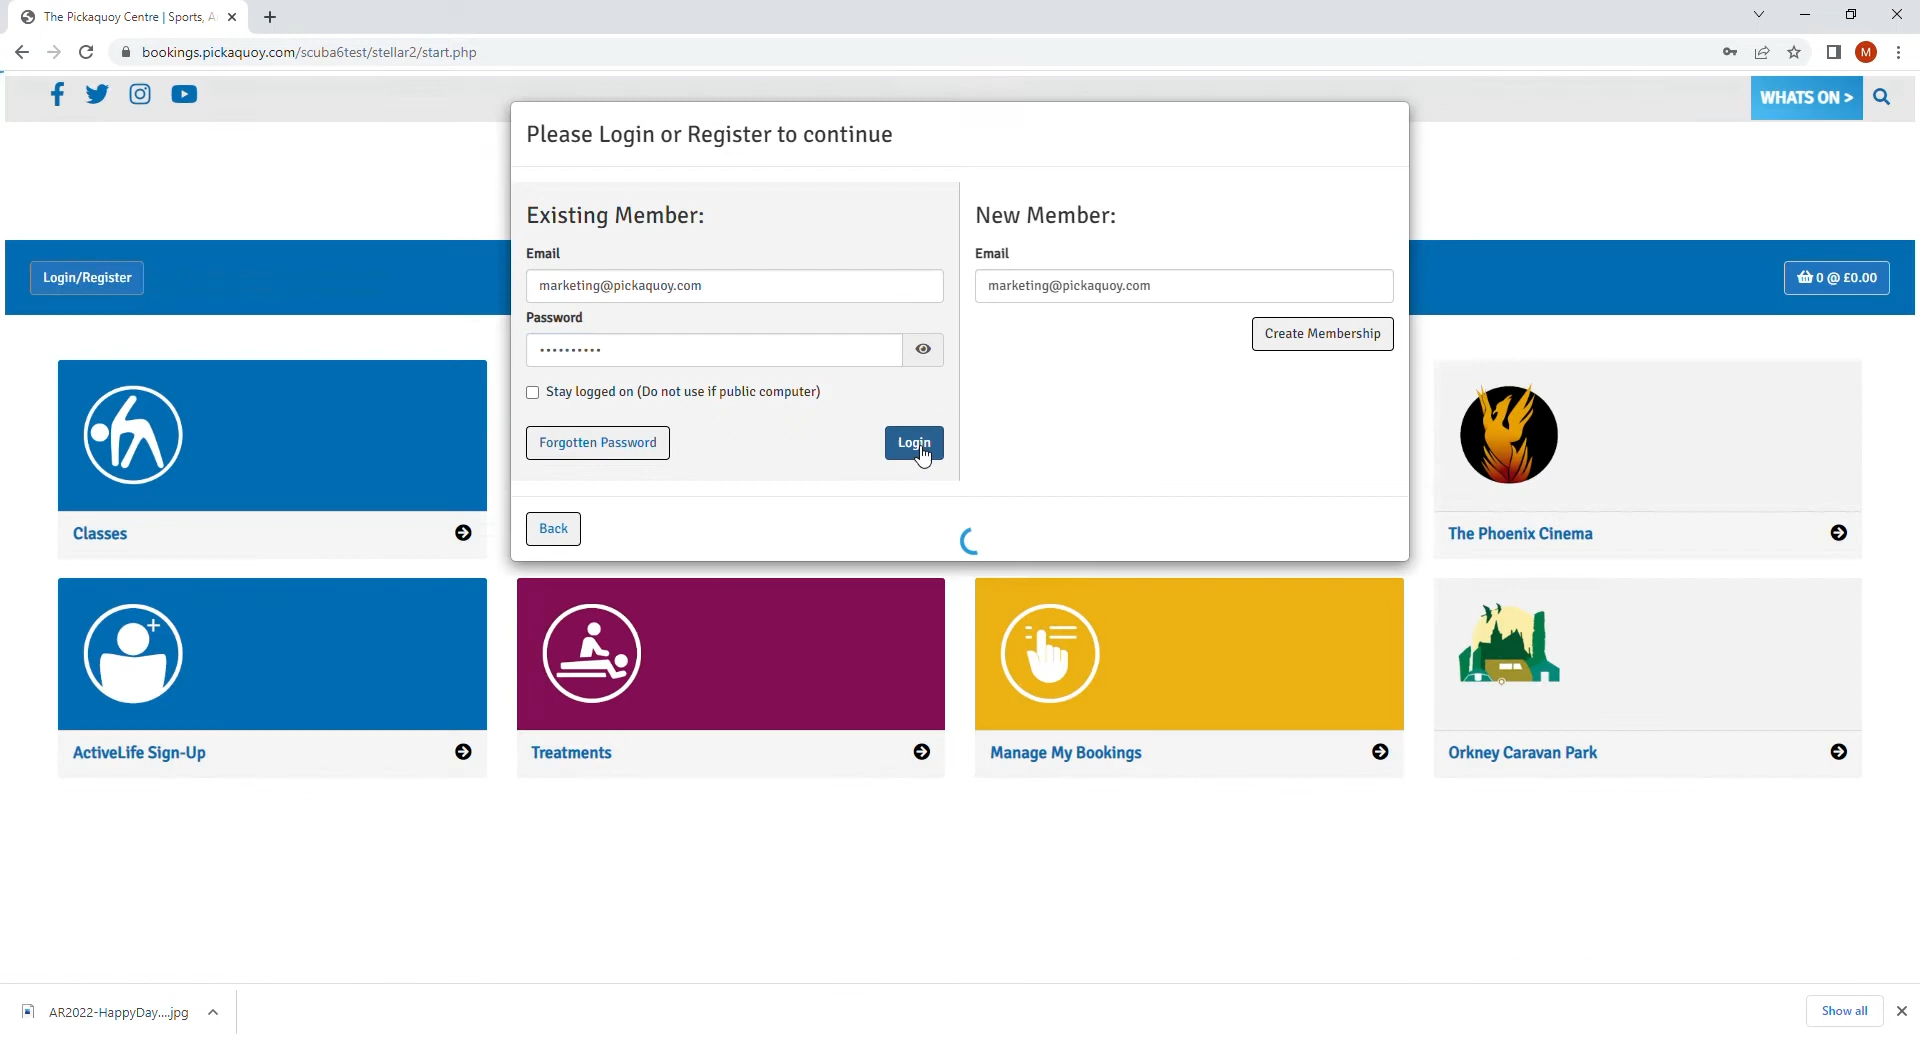 The Pickaquoy Centre | Sports, A
bookings.pickaquoy.com/scuba6test/stellar2/start.php
M
WHATS ON >
Please Login or Register to continue
Existing Member:
New Member:
Email
Email
marketing@pickaquoy.com
marketing@pickaquoy.com
Login/Register
0 @ £0.00
Password
Create Membership
••••••••••
Stay logged on (Do not use if public computer)
Forgotten Password
Login
Back
Classes
The Phoenix Cinema
ActiveLife Sign-Up
Treatments
Manage My Bookings
Orkney Caravan Park
AR2022-HappyDay....jpg
Show all